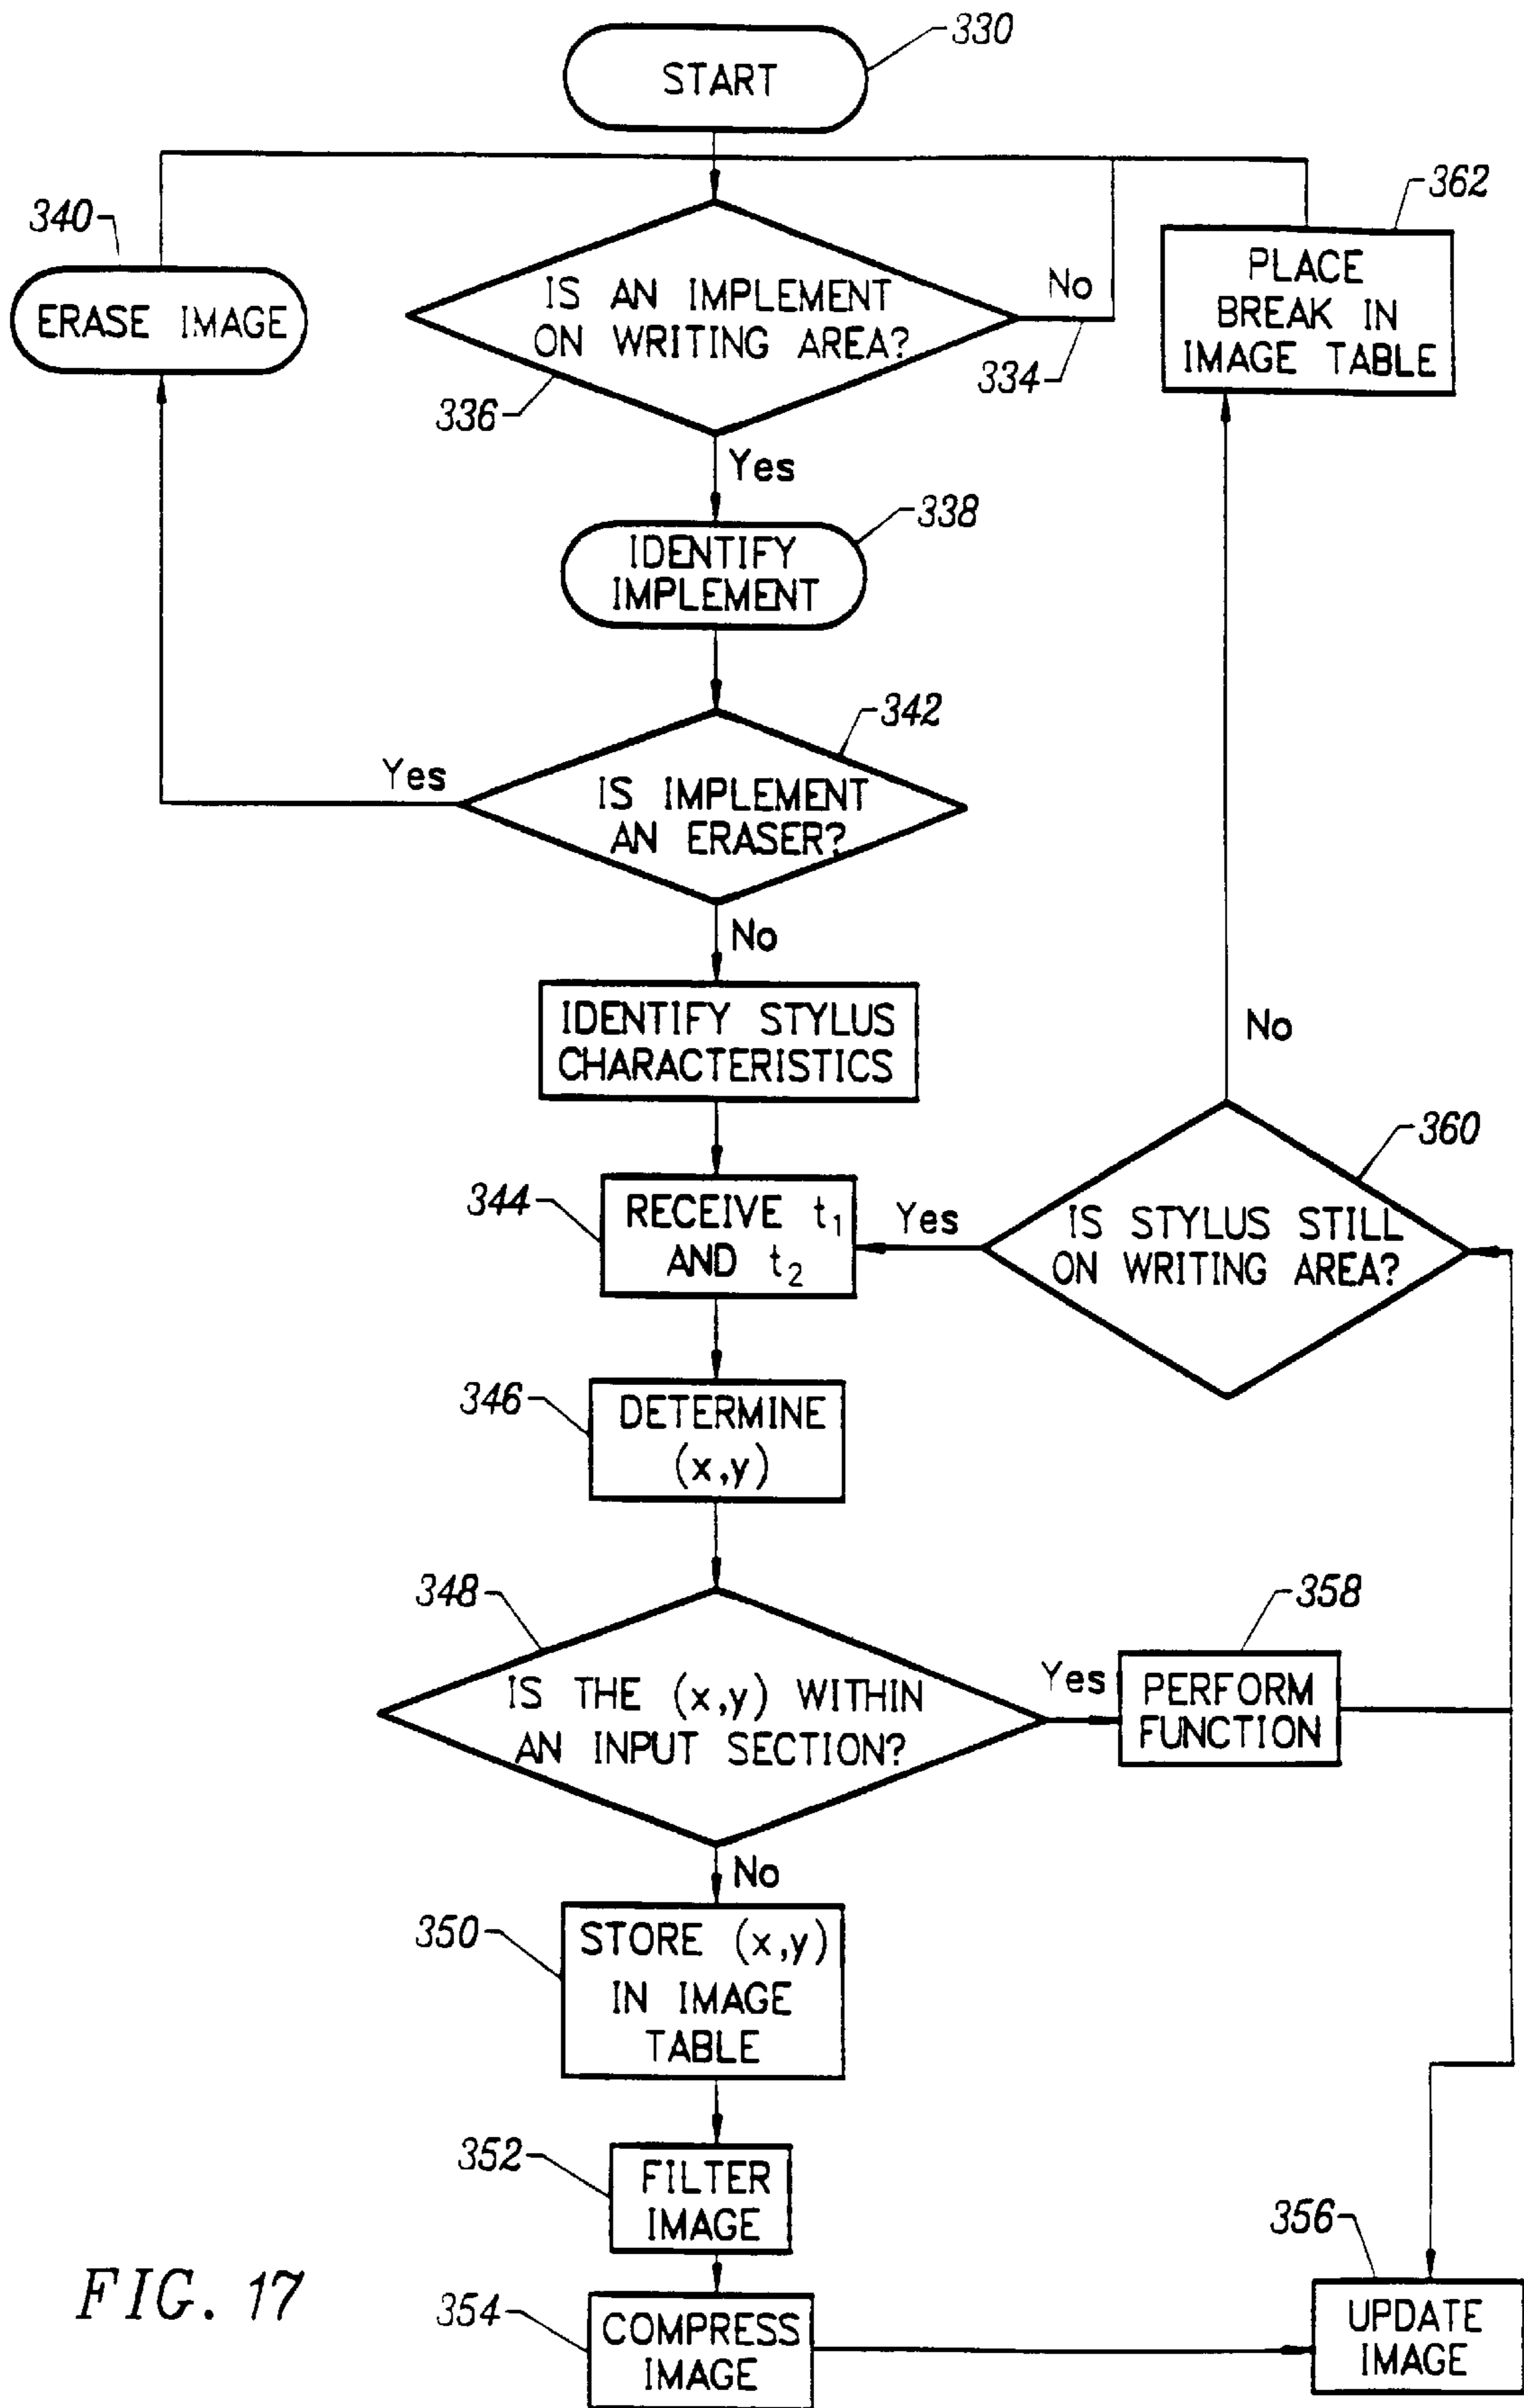 330
START
362
340
IS AN IMPLEMENT
ON WRITING AREA?
No
334
336
ERASE IMAGE
PLACE
BREAK IN
IMAGE TABLE
Yes
338
IDENTIFY
IMPLEMENT
342
Yes
IS IMPLEMENT
AN ERASER?
No
IDENTIFY STYLUS
CHARACTERISTICS
No
360
344
RECEIVE t₁
AND t₂
Yes
IS STYLUS STILL
ON WRITING AREA?
346
DETERMINE
(x,y)
348
358
IS THE (x,y) WITHIN
AN INPUT SECTION?
Yes
PERFORM
FUNCTION
No
350
STORE (x,y)
IN IMAGE
TABLE
352
FILTER
IMAGE
356
354
COMPRESS
IMAGE
UPDATE
IMAGE
FIG. 17